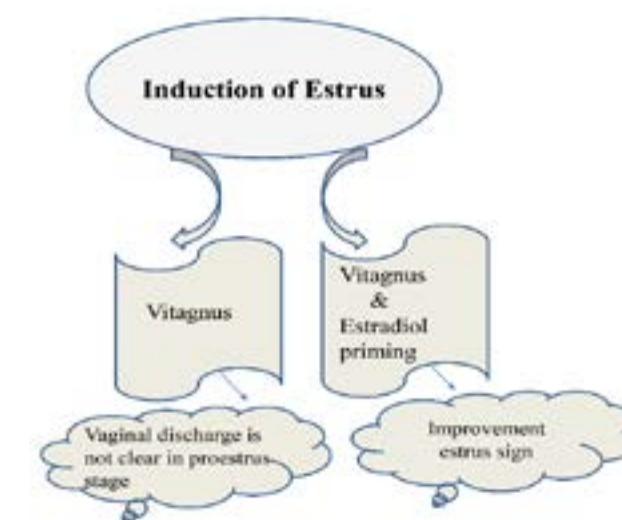 Induction of Estrus
Vitagnus
Vitagnus
&
Estradiol
priming
Vaginal discharge is
not clear in proestrus
stage
Improvement
estrus sign